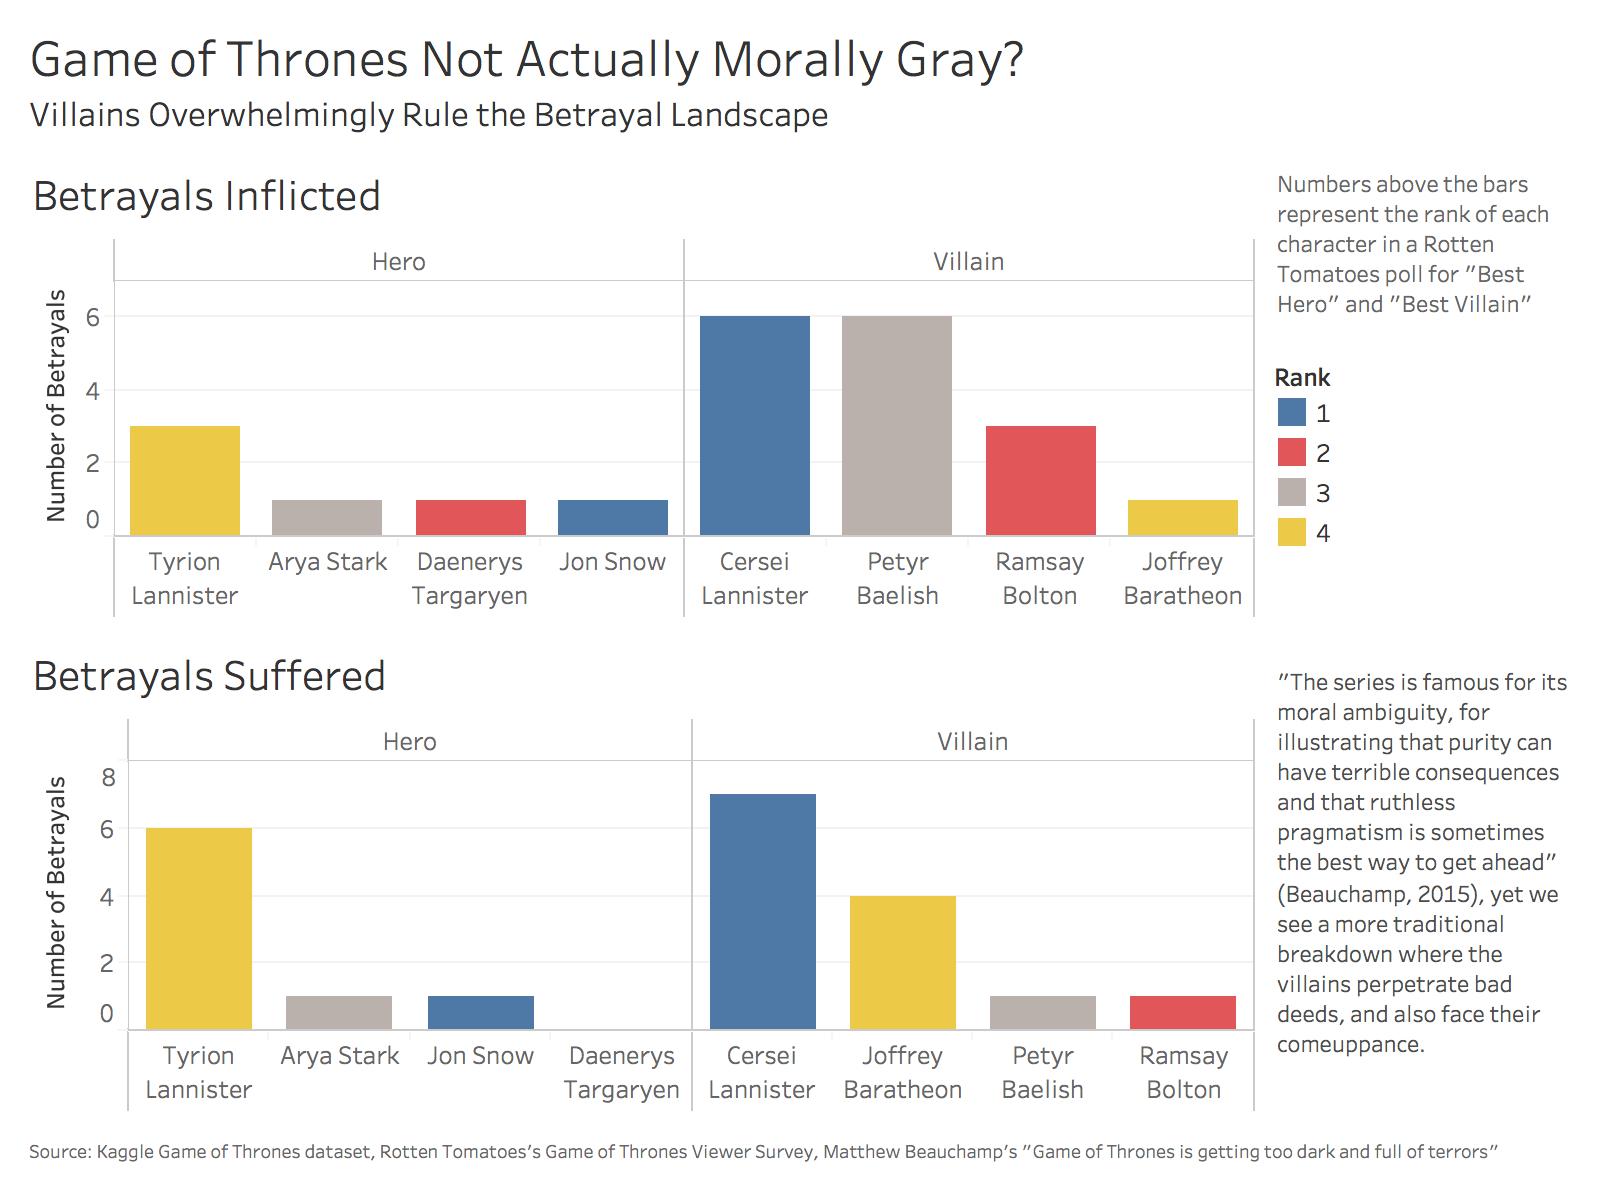 Game of Thrones Not Actually Morally Gray?
Villains Overwhelmingly Rule the Betrayal Landscape
Betrayals Inflicted
Hero
Villain
Number of Betrayals
6
4
2
0
Tyrion
Lannister
Arya Stark
Daenerys
Targaryen
Jon Snow
Cersei
Lannister
Petyr
Baelish
Ramsay
Bolton
Joffrey
Baratheon
Numbers above the bars
represent the rank of each
character in a Rotten
Tomatoes poll for "Best
Hero" and "Best Villain"
Rank
1
2
3
4
Betrayals Suffered
Hero
Villain
Number of Betrayals
8
6
4
2
0
Tyrion
Lannister
Arya Stark
Jon Snow
Daenerys
Targaryen
Cersei
Lannister
Joffrey
Baratheon
Petyr
Baelish
Ramsay
Bolton
"The series is famous for its
moral ambiguity, for
illustrating that purity can
have terrible consequences
and that ruthless
pragmatism is sometimes
the best way to get ahead"
(Beauchamp, 2015), yet we
see a more traditional
breakdown where the
villains perpetrate bad
deeds, and also face their
comeuppance.
Source: Kaggle Game of Thrones dataset, Rotten Tomatoes's Game of Thrones Viewer Survey, Matthew Beauchamp's "Game of Thrones is getting too dark and full of terrors"